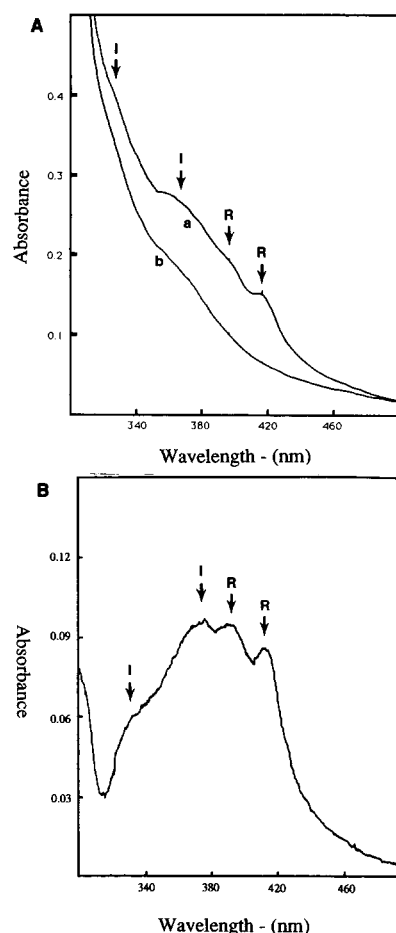 A
I
0.4
I
0.3
R
a
R
0.2
b
0.1
Absorbance
340 380 420 460
Wavelength - (nm)
B
0.12
I
R
R
0.09
I
0.06
0.03
Absorbance
340 380 420 460
Wavelength - (nm)